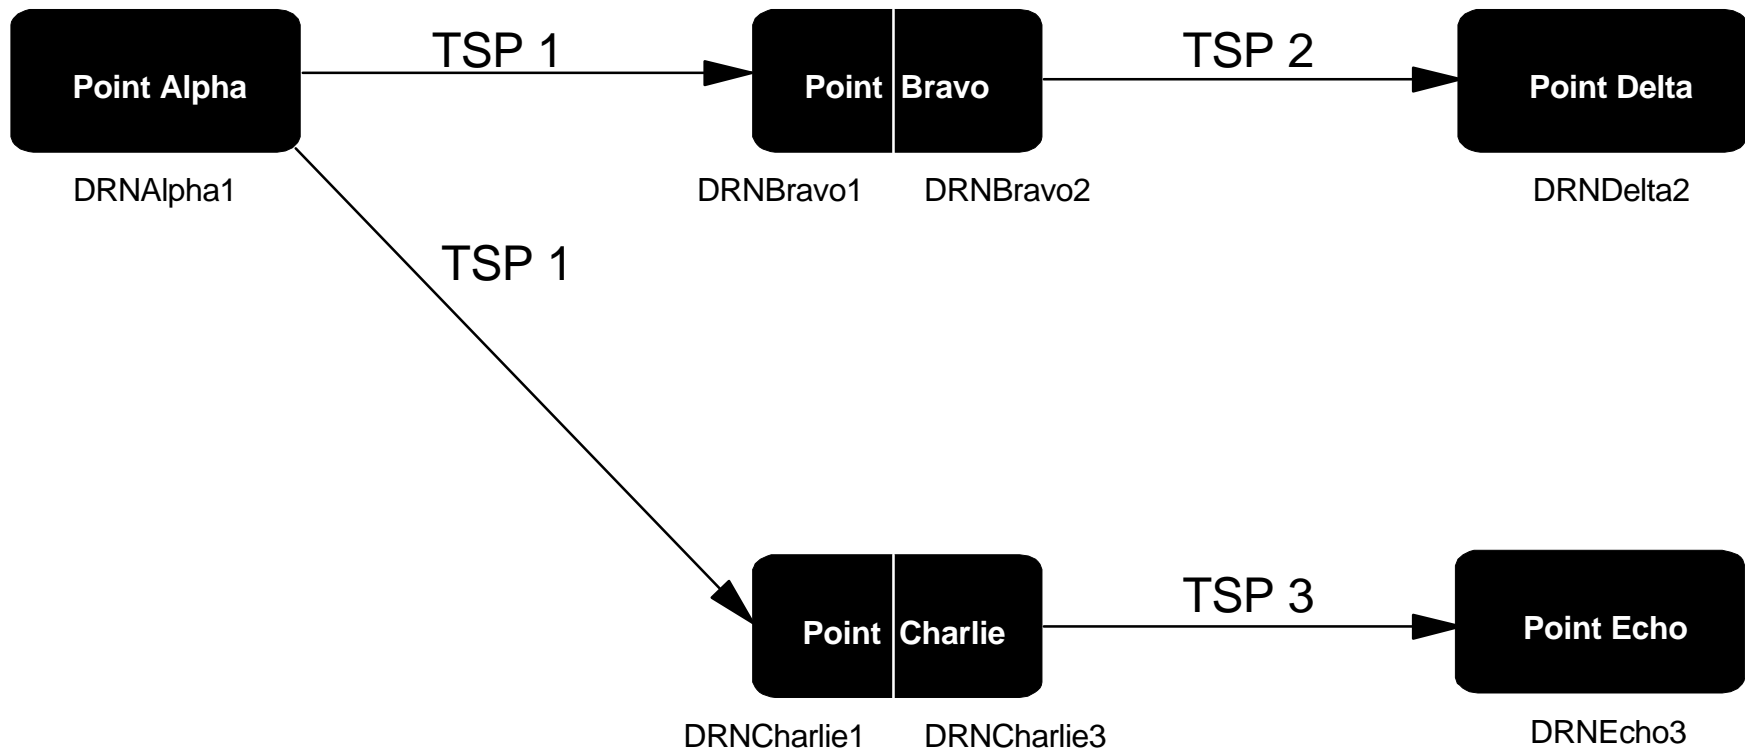 TSP 1
TSP 2
Point Alpha
Point Bravo
Point Delta
DRNAlpha1
DRNBravo1
DRNBravo2
DRNDelta2
TSP 1
TSP 3
Point Charlie
Point Echo
DRNCharlie1
DRNCharlie3
DRNEcho3